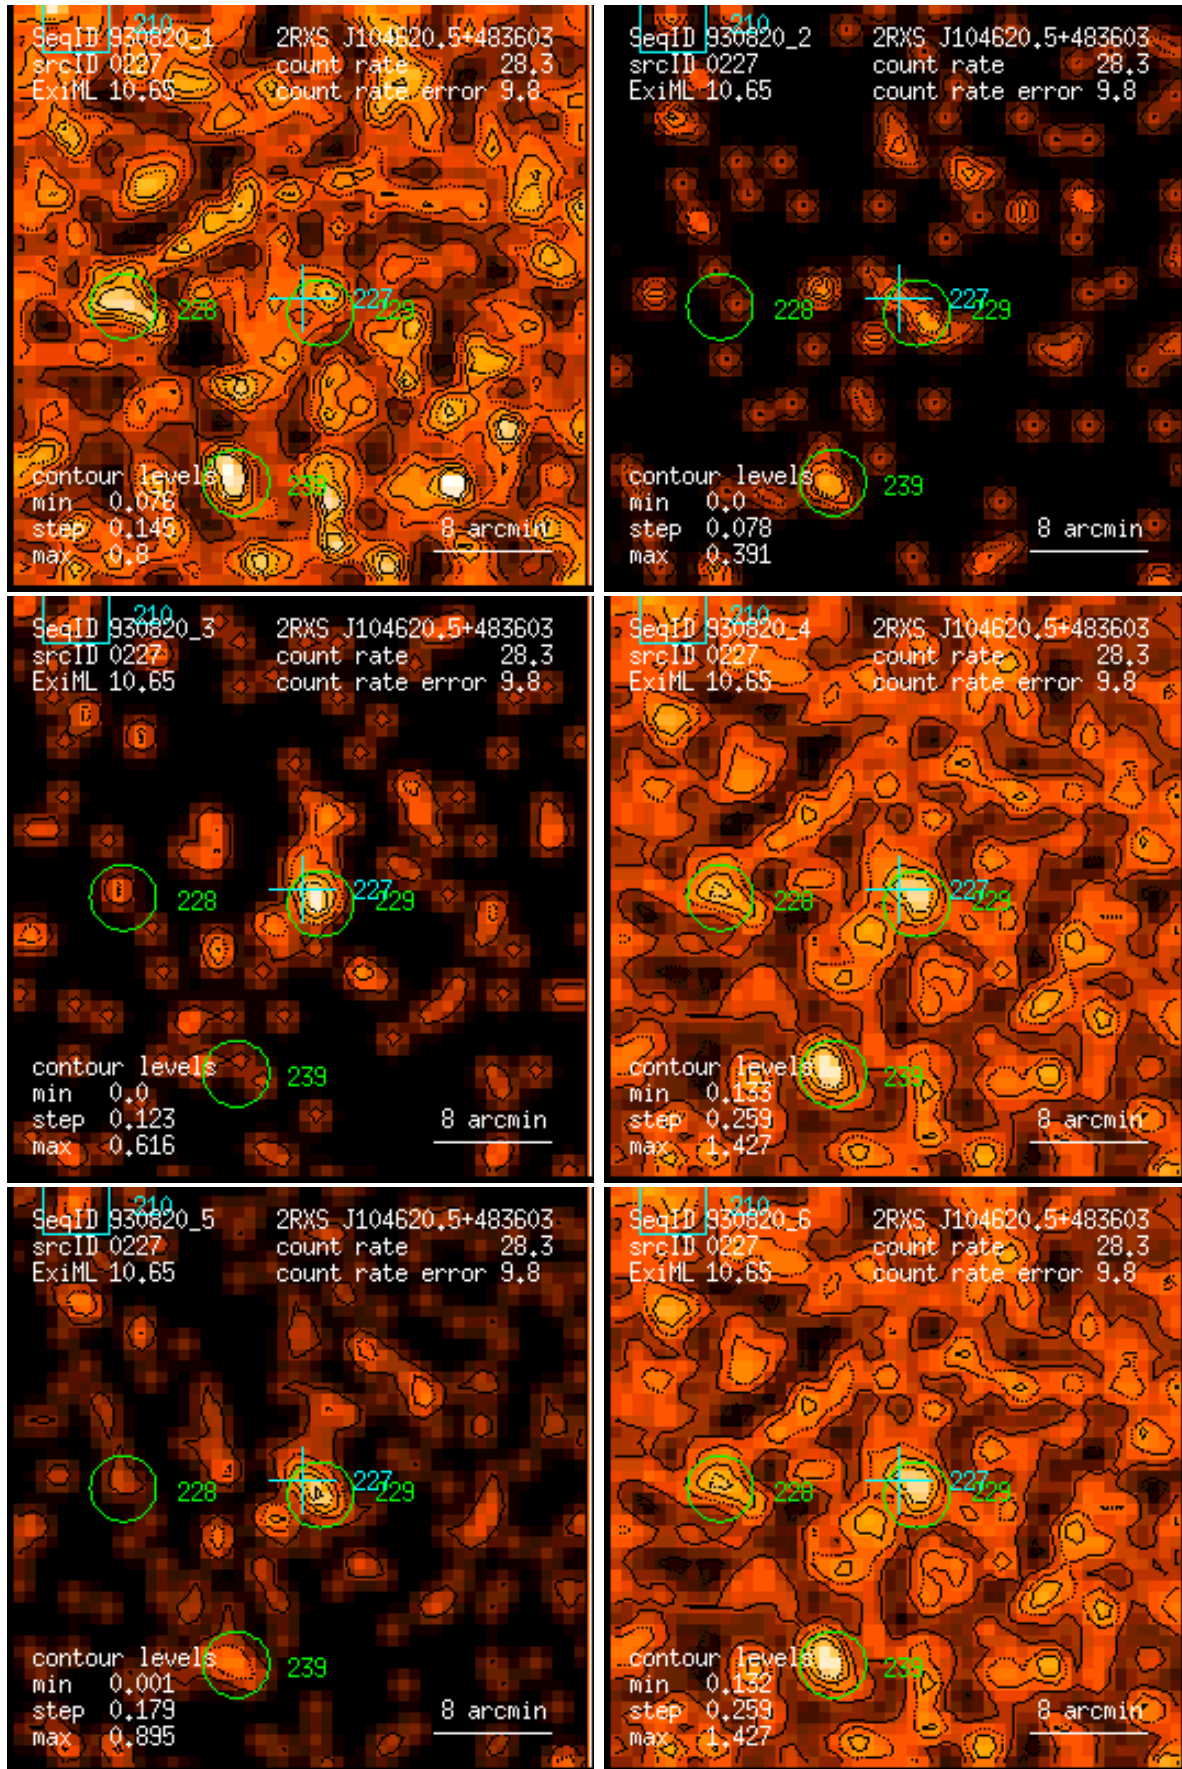 210
SeqID 930820_1 2RXS J104620.5+483603
srcID 0227 count rate 28.3
ExiML 10.65 count rate error 9.8
227
228 229
contour levels
239
min 0.076
step 0.145 8 arcmin
max 0.8
210
SeqID 930820_2 2RXS J104620.5+483603
srcID 0227 count rate 28.3
ExiML 10.65 count rate error 9.8
227
228 229
contour levels
239
min 0.0
step 0.078 8 arcmin
max 0.391
210
SeqID 930820_3 2RXS J104620.5+483603
srcID 0227 count rate 28.3
ExiML 10.65 count rate error 9.8
227
228 229
contour levels
239
min 0.0
step 0.123 8 arcmin
max 0.616
210
SeqID 930820_4 2RXS J104620.5+483603
srcID 0227 count rate 28.3
ExiML 10.65 count rate error 9.8
227
228 229
contour levels
239
min 0.133
step 0.259 8 arcmin
max 1.427
210
SeqID 930820_5 2RXS J104620.5+483603
srcID 0227 count rate 28.3
ExiML 10.65 count rate error 9.8
227
228 229
contour levels
239
min 0.001
step 0.179 8 arcmin
max 0.895
210
SeqID 930820_6 2RXS J104620.5+483603
srcID 0227 count rate 28.3
ExiML 10.65 count rate error 9.8
227
228 229
contour levels
239
min 0.132
step 0.259 8 arcmin
max 1.427